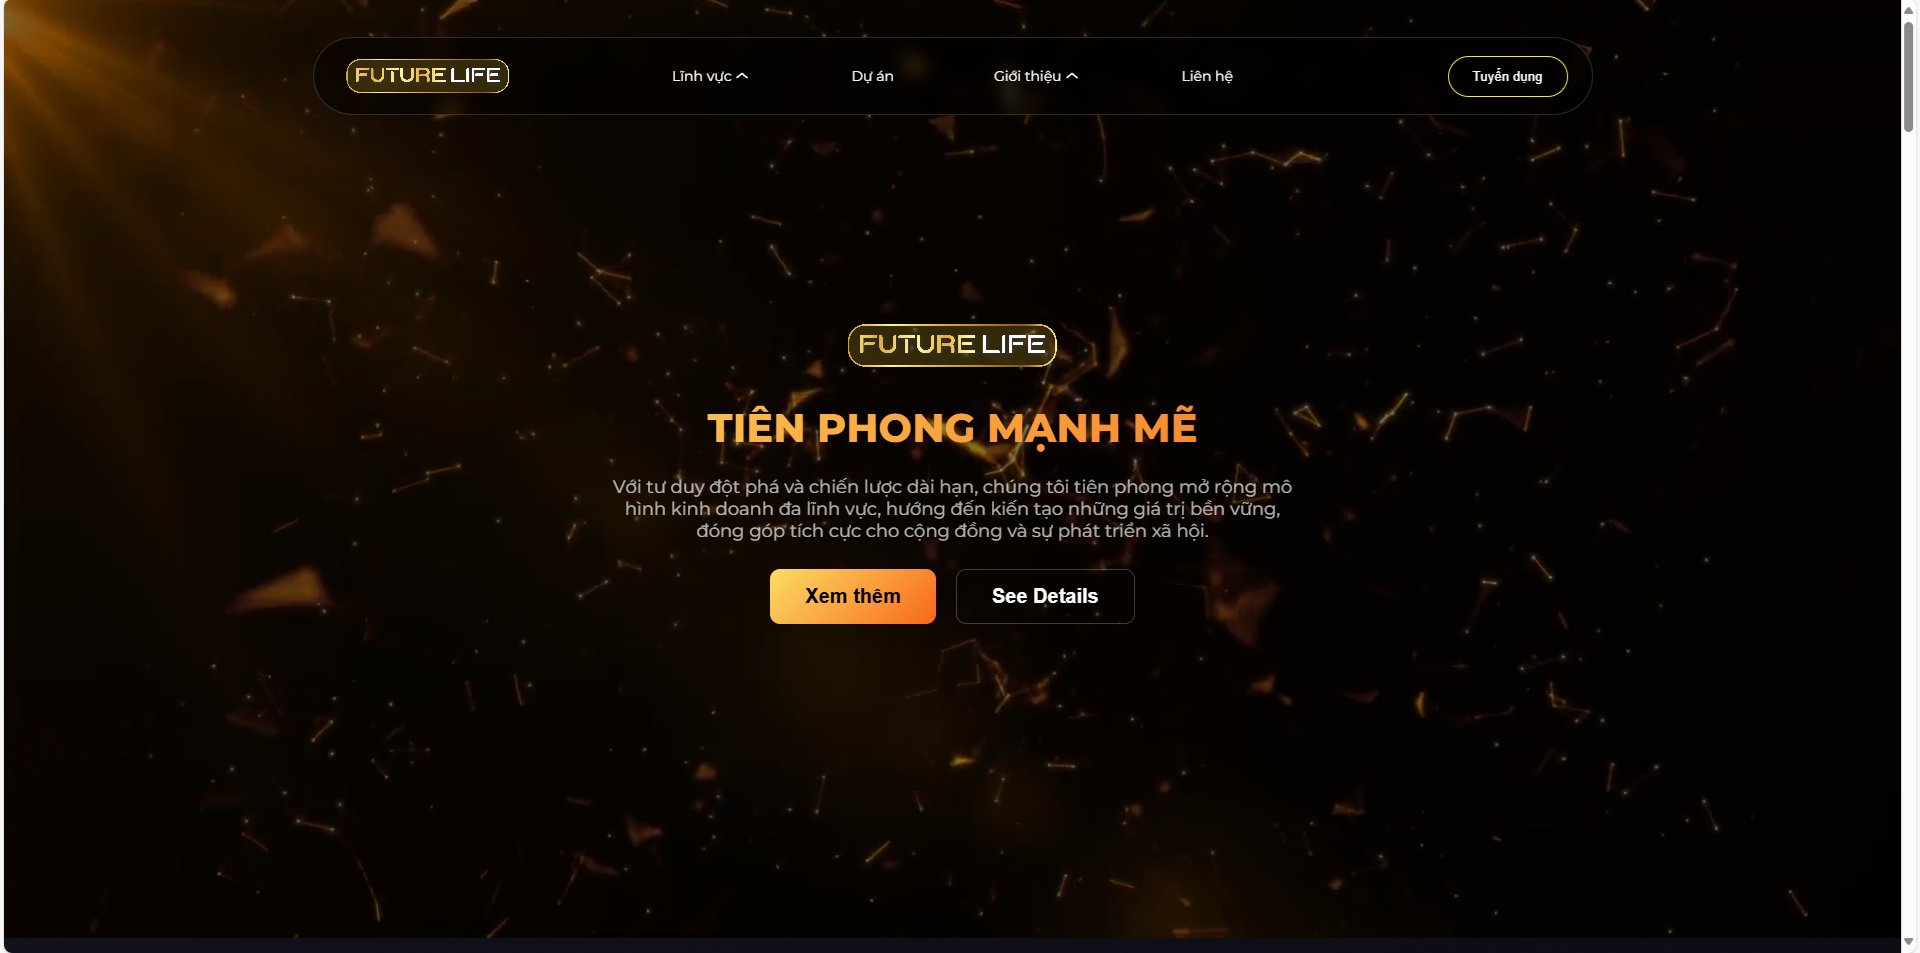 FUTURE LIFE
Lĩnh vực
Dự án
Giới thiệu
Liên hệ
Tuyển dụng
FUTURE LIFE
TIÊN PHONG MẠNH MẼ
Với tư duy đột phá và chiến lược dài hạn, chúng tôi tiên phong mở rộng mô
hình kinh doanh đa lĩnh vực, hướng đến kiến tạo những giá trị bền vững,
đóng góp tích cực cho cộng đồng và sự phát triển xã hội.
Xem thêm
See Details